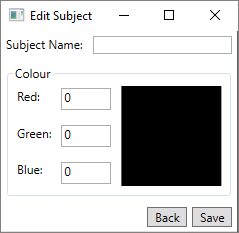 Edit Subject
Subject Name:
Colour
Red: 0
Green: 0
Blue: 0
Back Save